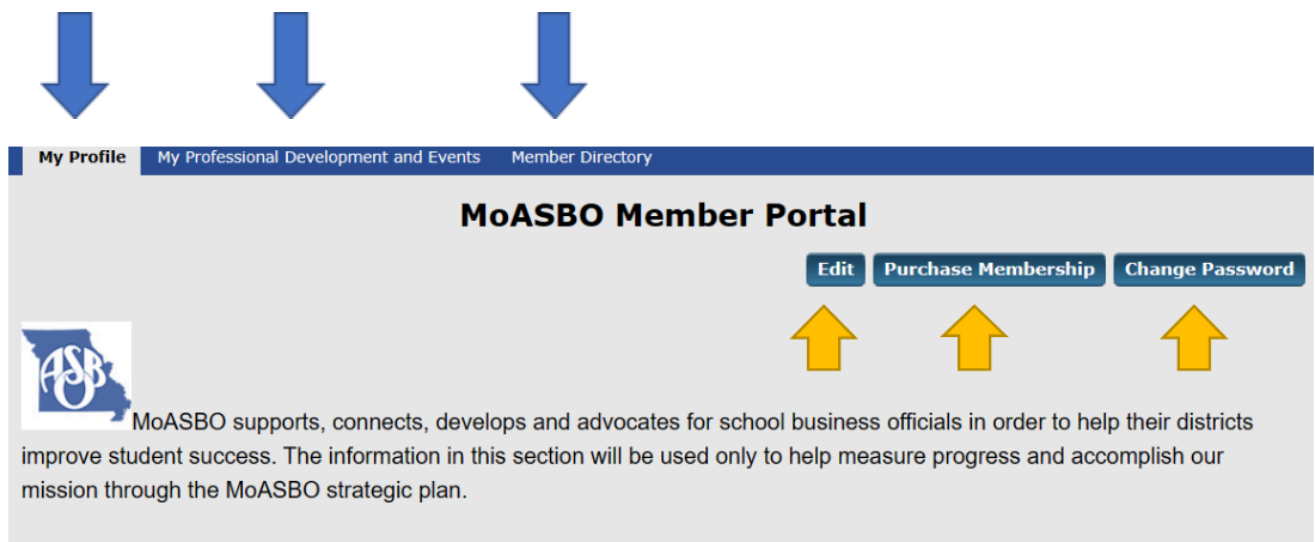 My Profile My Professional Development and Events Member Directory
MoASBO Member Portal
Edit Purchase Membership Change Password
ASBO
MoASBO supports, connects, develops and advocates for school business officials in order to help their districts
improve student success. The information in this section will be used only to help measure progress and accomplish our
mission through the MoASBO strategic plan.